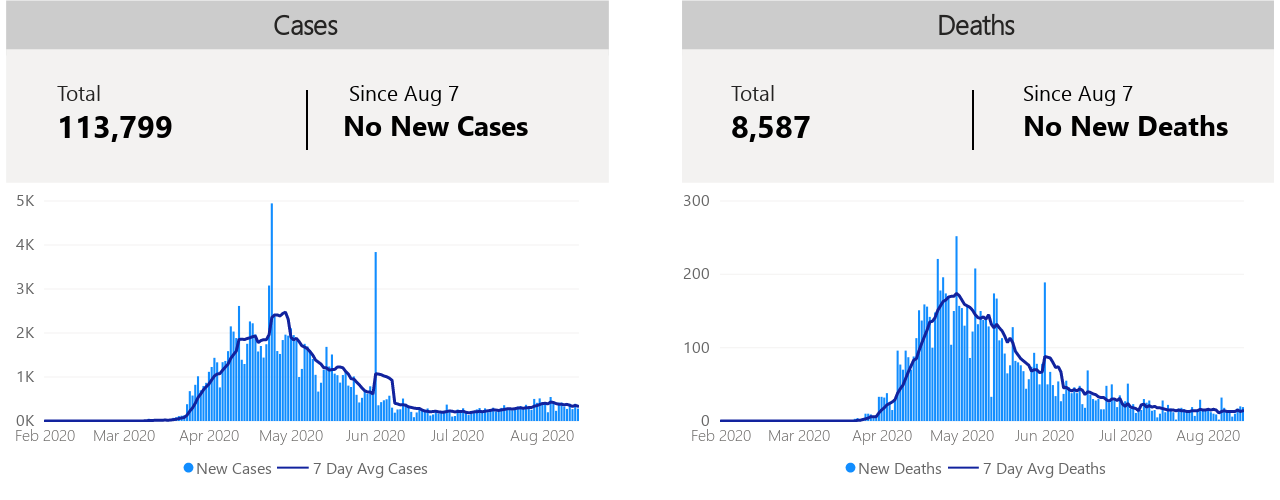 Cases
Total
113,799
Since Aug 7
No New Cases
5K
4K
3K
2K
1K
0K
Feb 2020 Mar 2020 Apr 2020 May 2020 Jun 2020 Jul 2020 Aug 2020
New Cases 7 Day Avg Cases
Deaths
Total
8,587
Since Aug 7
No New Deaths
300
200
100
0
Feb 2020 Mar 2020 Apr 2020 May 2020 Jun 2020 Jul 2020 Aug 2020
New Deaths 7 Day Avg Deaths